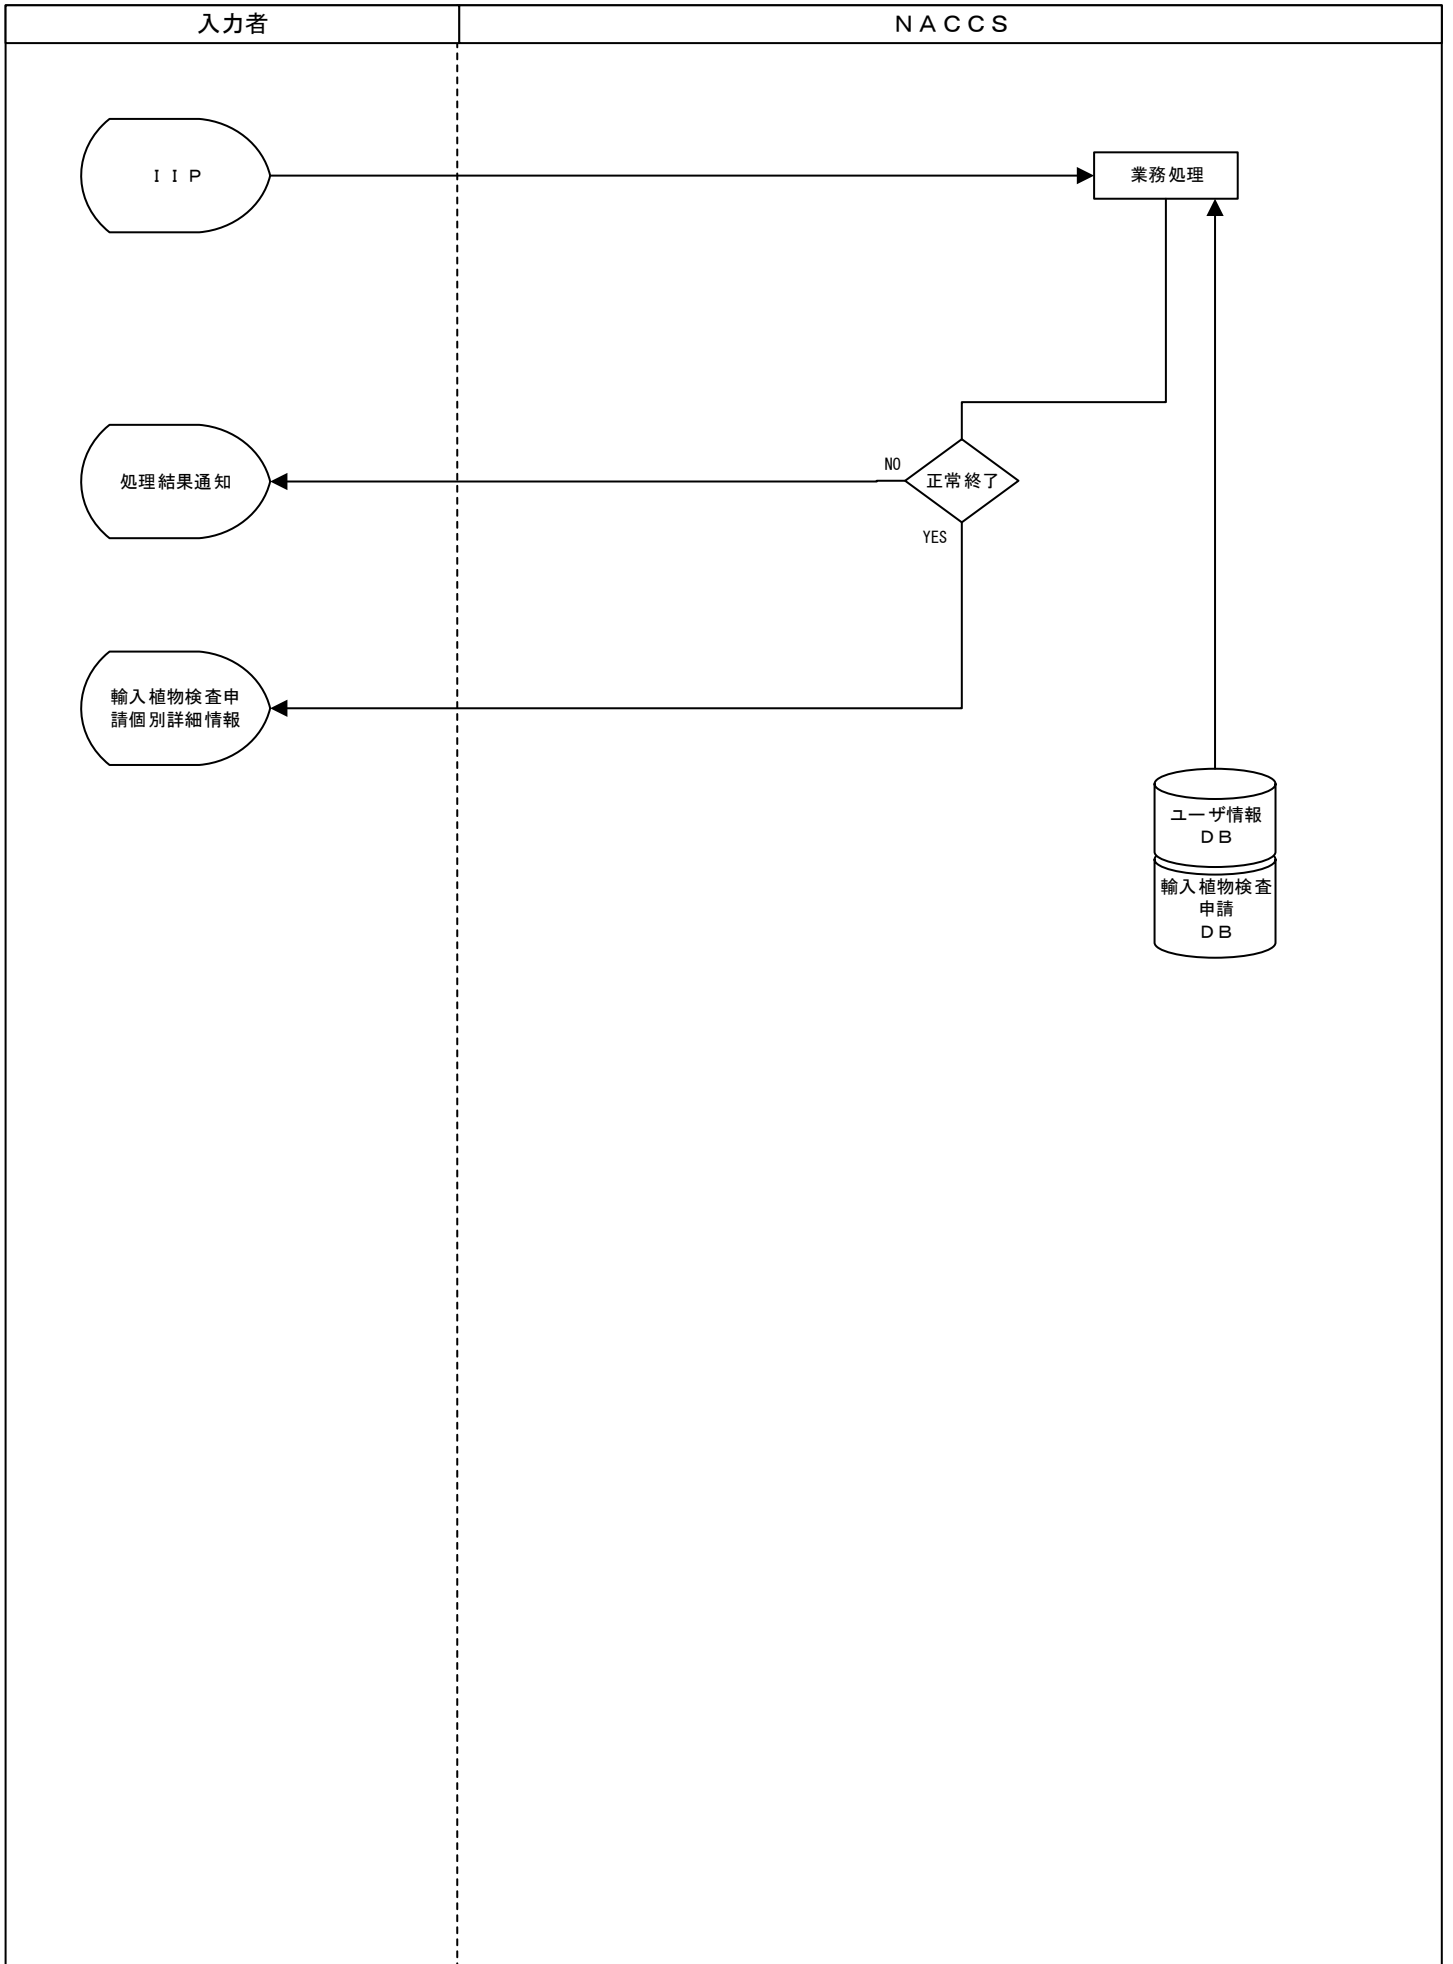 入力者
ＮＡＣＣＳ
ＩＩＰ
業務処理
処理結果通知
NO
正常終了
YES
輸入植物検査申
請個別詳細情報
ユーザ情報
ＤＢ
輸入植物検査
申請
ＤＢ